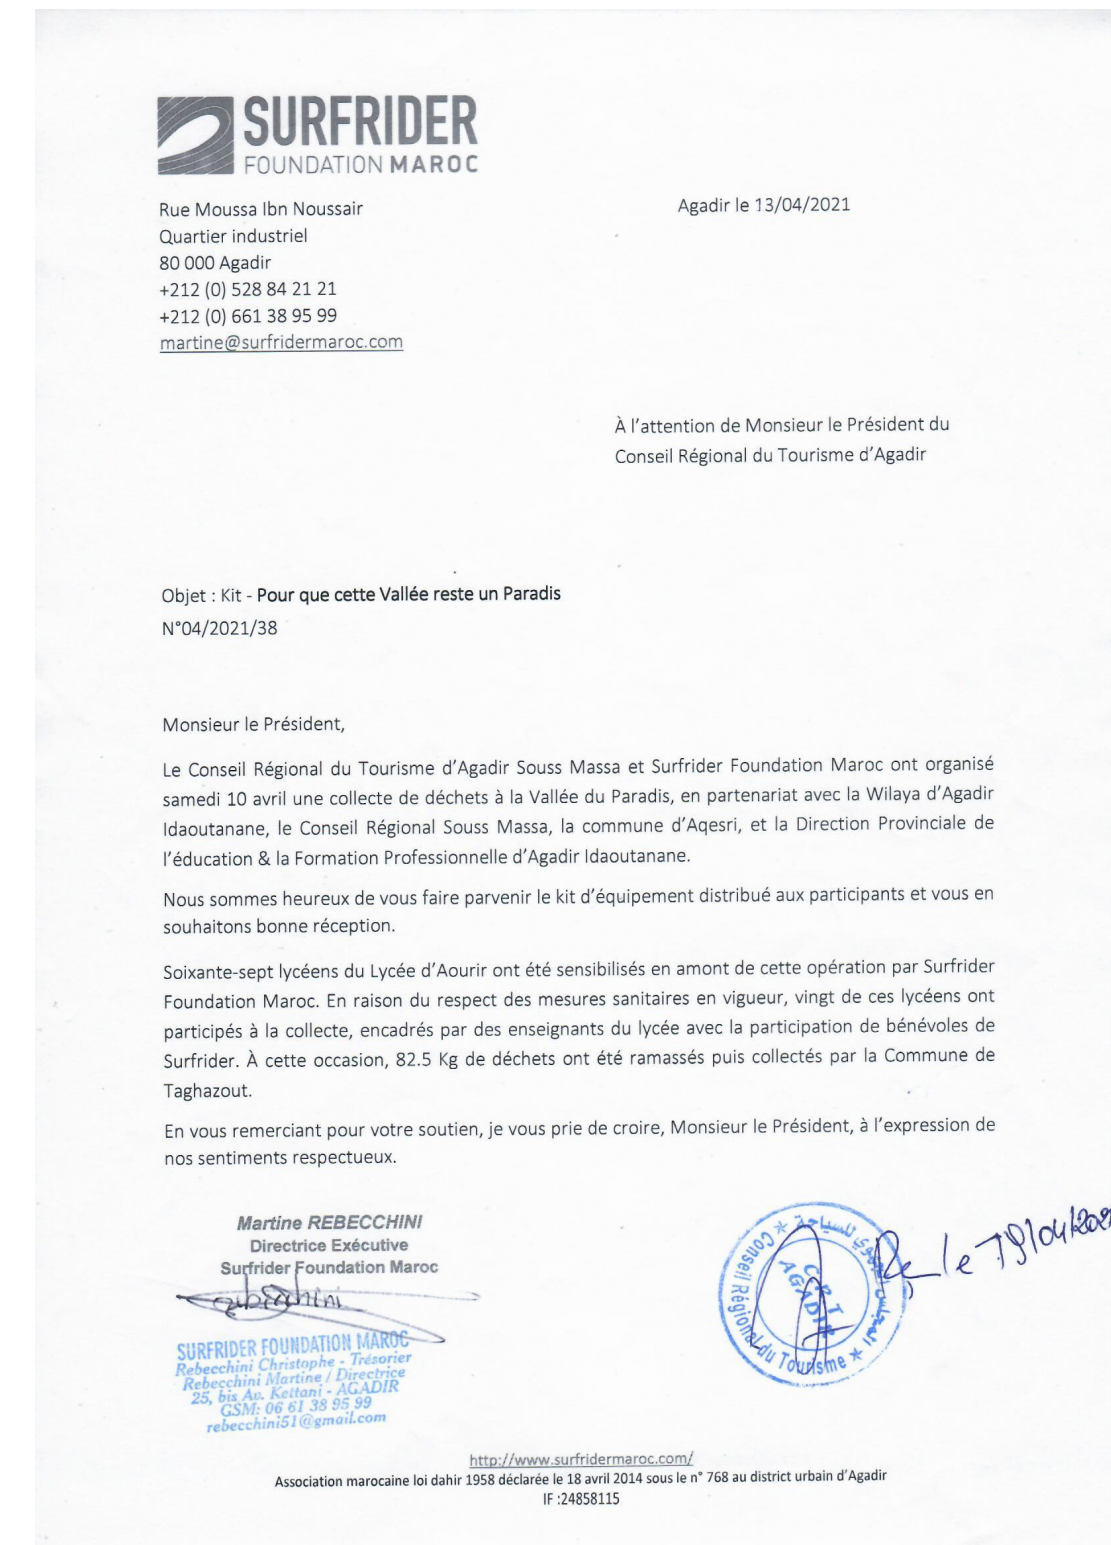 SURFRIDER
FOUNDATION MAROC
Rue Moussa Ibn Noussair
Quartier industriel
80 000 Agadir
+212 (0) 528 84 21 21
+212 (0) 661 38 95 99
martine@surfridermaroc.com
Agadir le 13/04/2021
À l'attention de Monsieur le Président du
Conseil Régional du Tourisme d'Agadir
Objet : Kit - Pour que cette Vallée reste un Paradis
N°04/2021/38
Monsieur le Président,
Le Conseil Régional du Tourisme d'Agadir Souss Massa et Surfrider Foundation Maroc ont organisé
samedi 10 avril une collecte de déchets à la Vallée du Paradis, en partenariat avec la Wilaya d'Agadir
Idaoutanane, le Conseil Régional Souss Massa, la commune d'Aqesri, et la Direction Provinciale de
l'éducation & la Formation Professionnelle d'Agadir Idaoutanane.
Nous sommes heureux de vous faire parvenir le kit d'équipement distribué aux participants et vous en
souhaitons bonne réception.
Soixante-sept lycéens du Lycée d'Aourir ont été sensibilisés en amont de cette opération par Surfrider
Foundation Maroc. En raison du respect des mesures sanitaires en vigueur, vingt de ces lycéens ont
participés à la collecte, encadrés par des enseignants du lycée avec la participation de bénévoles de
Surfrider. À cette occasion, 82.5 Kg de déchets ont été ramassés puis collectés par la Commune de
Taghazout.
En vous remerciant pour votre soutien, je vous prie de croire, Monsieur le Président, à l'expression de
nos sentiments respectueux.
Martine REBECCHINI
Directrice Exécutive
Surfrider Foundation Maroc
SURFRIDER FOUNDATION MAROC
Rebecchini Christophe - Trésorier
Rebecchini Martine / Directrice
25, bis Av. Kettani - AGADIR
GSM: 06 61 38 95 99
rebecchini51@gmail.com
المجلس الجهوي للسياحة
Conseil Régional du Tourisme
C.R.T
AGADIR
le 19/04/2021
http://www.surfridermaroc.com/
Association marocaine loi dahir 1958 déclarée le 18 avril 2014 sous le n° 768 au district urbain d'Agadir
IF :24858115